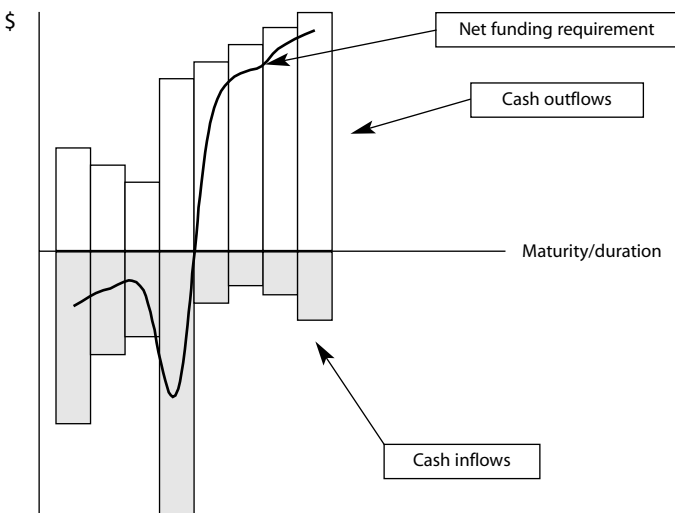 $
Net funding requirement
Cash outflows
Maturity/duration
Cash inflows